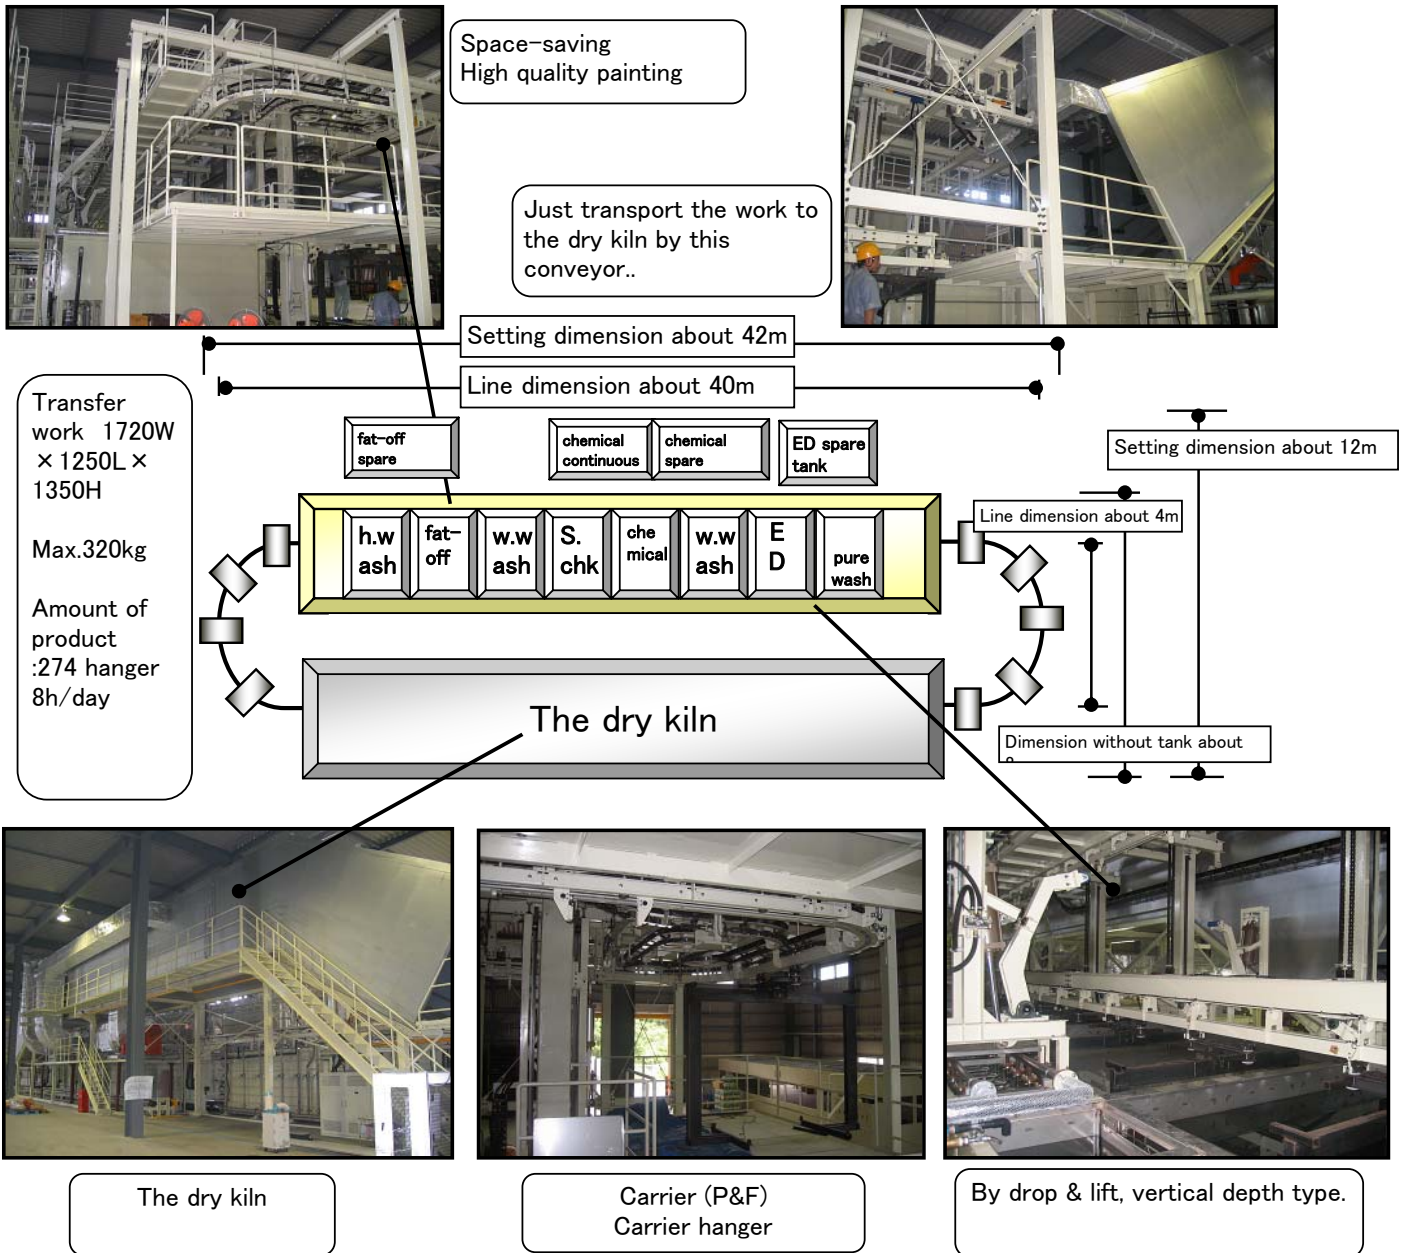 Space-saving
High quality painting
Just transport the work to
the dry kiln by this
conveyor..
Setting dimension about 42m
Line dimension about 40m
Transfer
work 1720W
×1250L×
1350H
Max.320kg
Amount of
product
:274 hanger
8h/day
fat-off
spare
chemical
continuous
chemical
spare
ED spare
tank
Setting dimension about 12m
Line dimension about 4m
h.w
ash
fat-
off
w.w
ash
S.
chk
che
mical
w.w
ash
E
D
pure
wash
The dry kiln
Dimension without tank about
The dry kiln
Carrier (P&F)
Carrier hanger
By drop & lift, vertical depth type.